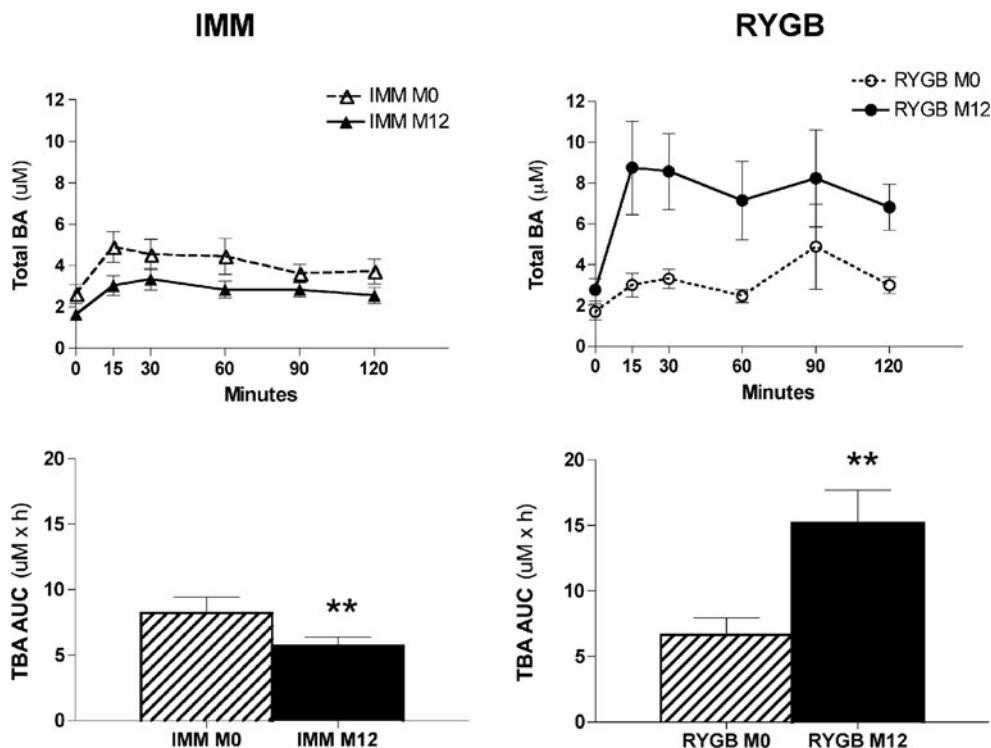 IMM
IMM M0
IMM M12
Total BA (uM)
12
10
8
6
4
2
0
0 15 30 60 90 120
Minutes
RYGB
RYGB M0
RYGB M12
Total BA (μM)
12
10
8
6
4
2
0
0 15 30 60 90 120
Minutes
TBA AUC (uM x h)
20
15
10
5
0
**
IMM M0 IMM M12
TBA AUC (uM x h)
20
15
10
5
0
**
RYGB M0 RYGB M12